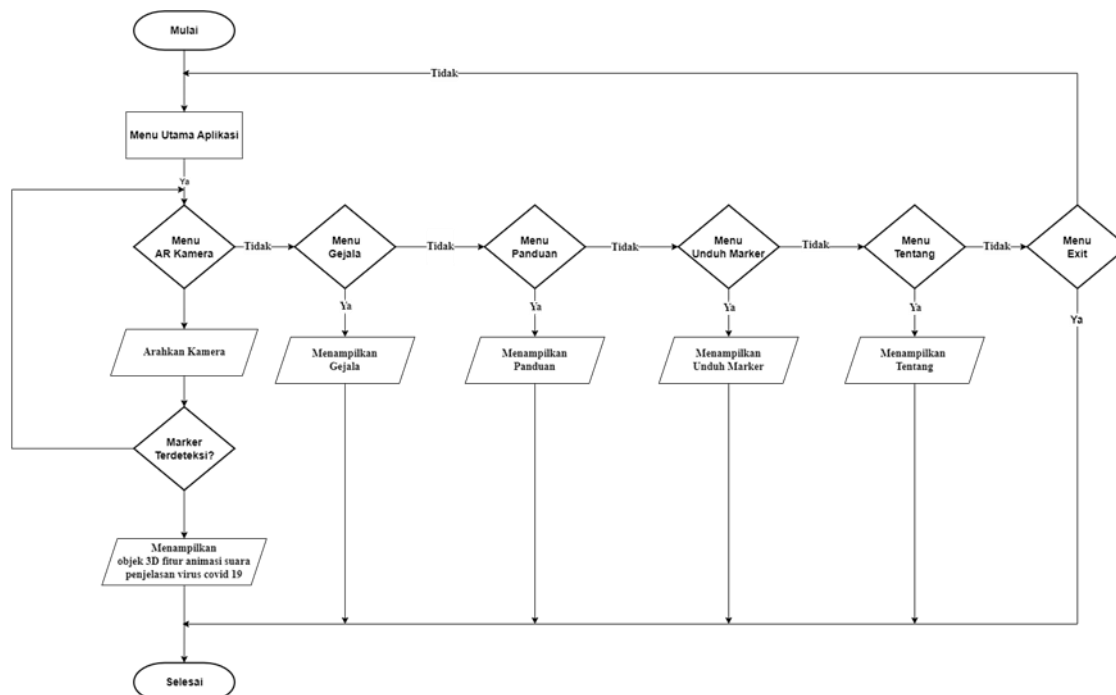 Mulai
Tidak
Menu Utama Aplikasi
Ya
Menu
AR Kamera
Tidak
Menu
Gejala
Tidak
Menu
Panduan
Tidak
Menu
Unduh Marker
Tidak
Menu
Tentang
Tidak
Menu
Exit
Ya
Ya
Ya
Ya
Ya
Arahkan Kamera
Menampilkan
Gejala
Menampilkan
Panduan
Menampilkan
Unduh Marker
Menampilkan
Tentang
Marker
Terdeteksi?
Menampilkan
objek 3D fitur animasi suara
penjelasan virus covid 19
Selesai